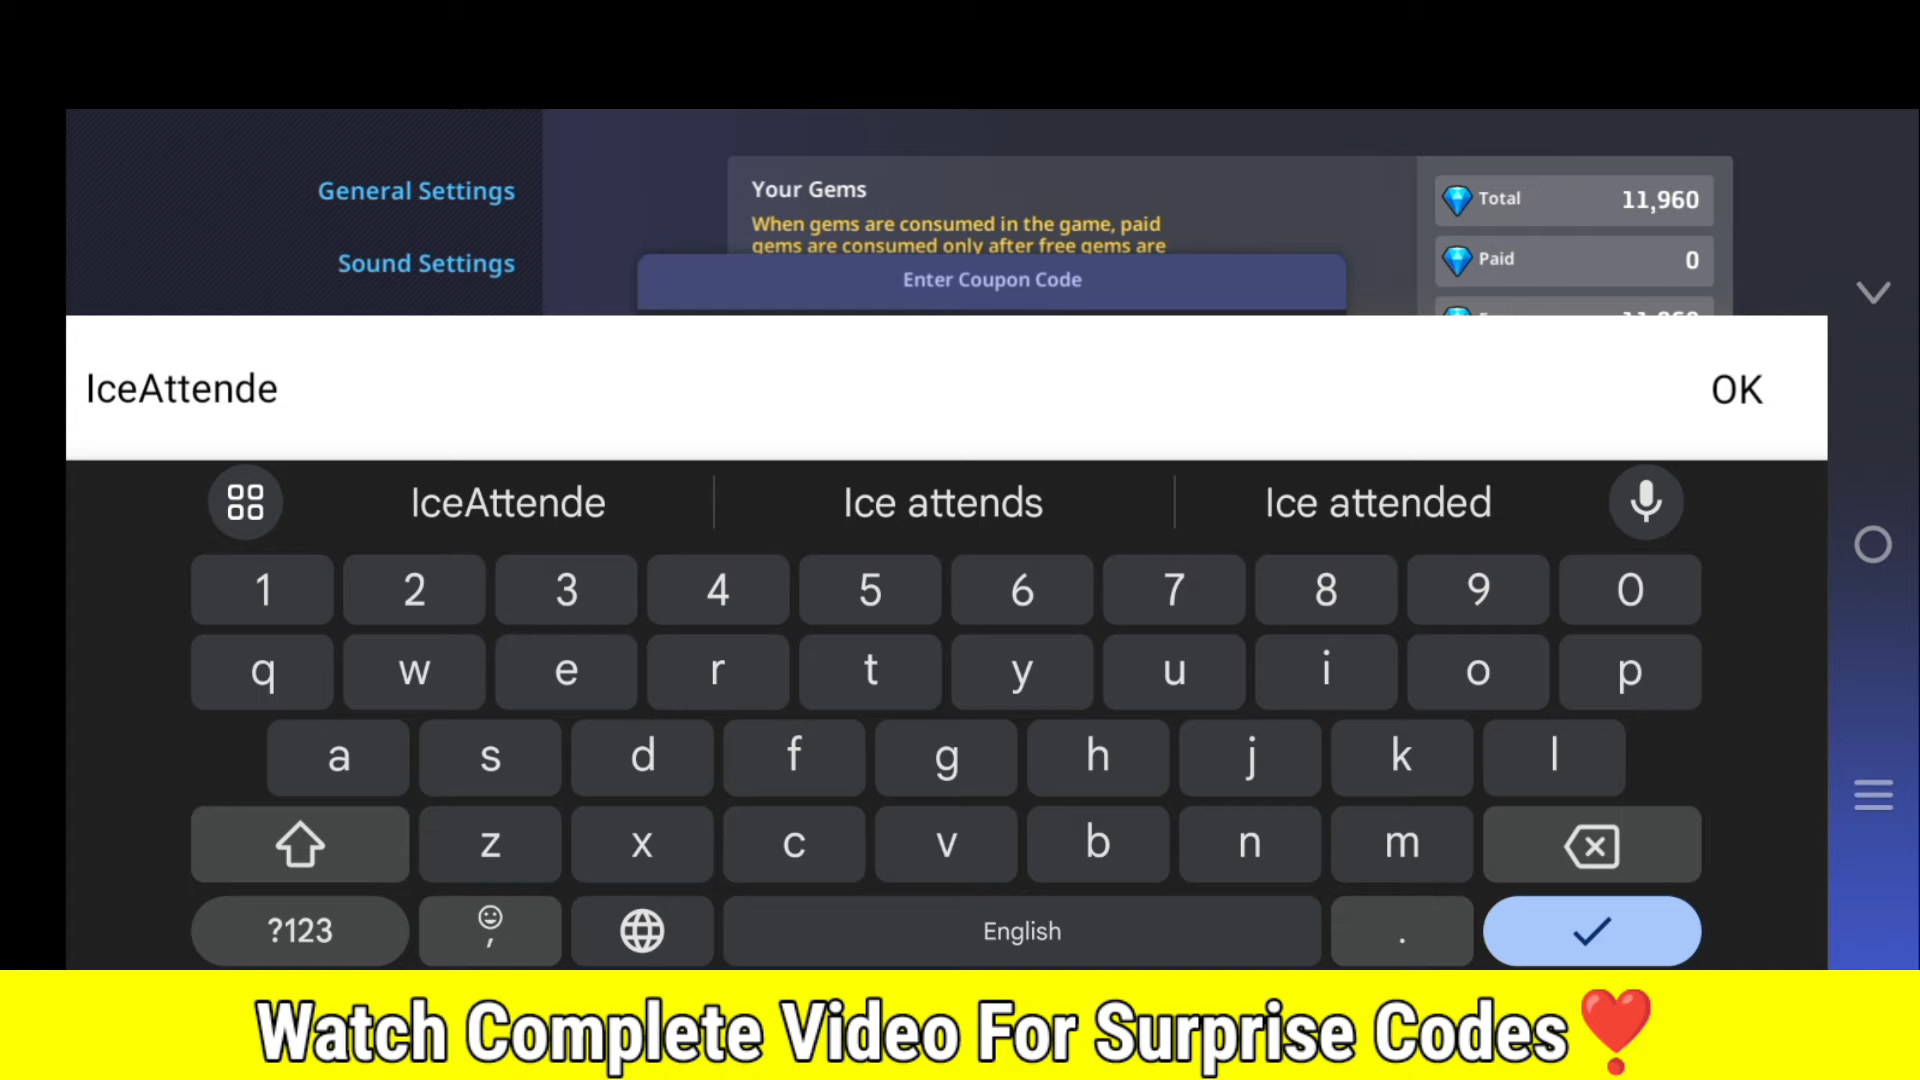 General Settings
Sound Settings
Your Gems
When gems are consumed in the game, paid
gems are consumed only after free gems are
Total 11,960
Paid 0
Enter Coupon Code
IceAttende OK
IceAttende Ice attends Ice attended
1 2 3 4 5 6 7 8 9 0
q w e r t y u i o p
a s d f g h j k l
z x c v b n m
?123 , English .
Watch Complete Video For Surprise Codes❣️